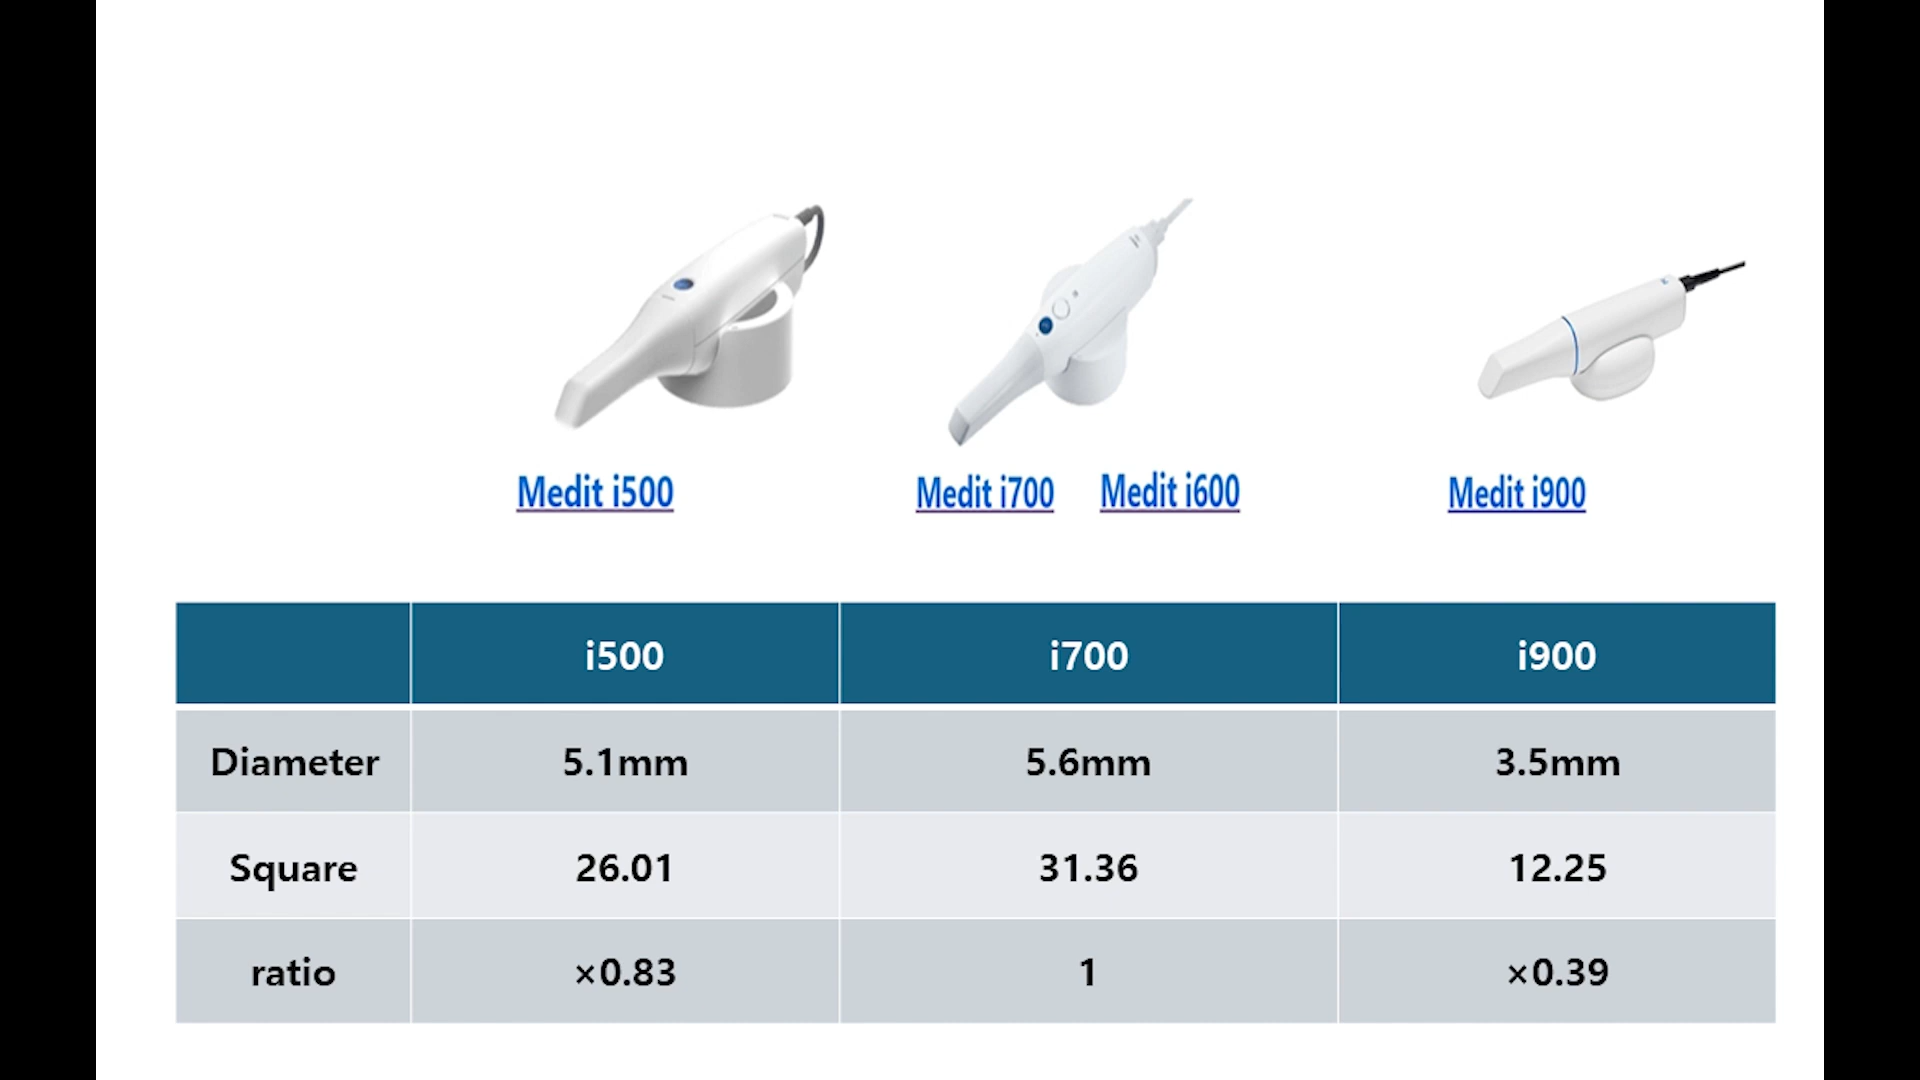 Medit i500
Medit i700
Medit i600
Medit i900
i500 i700 i900
Diameter 5.1mm 5.6mm 3.5mm
Square 26.01 31.36 12.25
ratio ×0.83 1 ×0.39